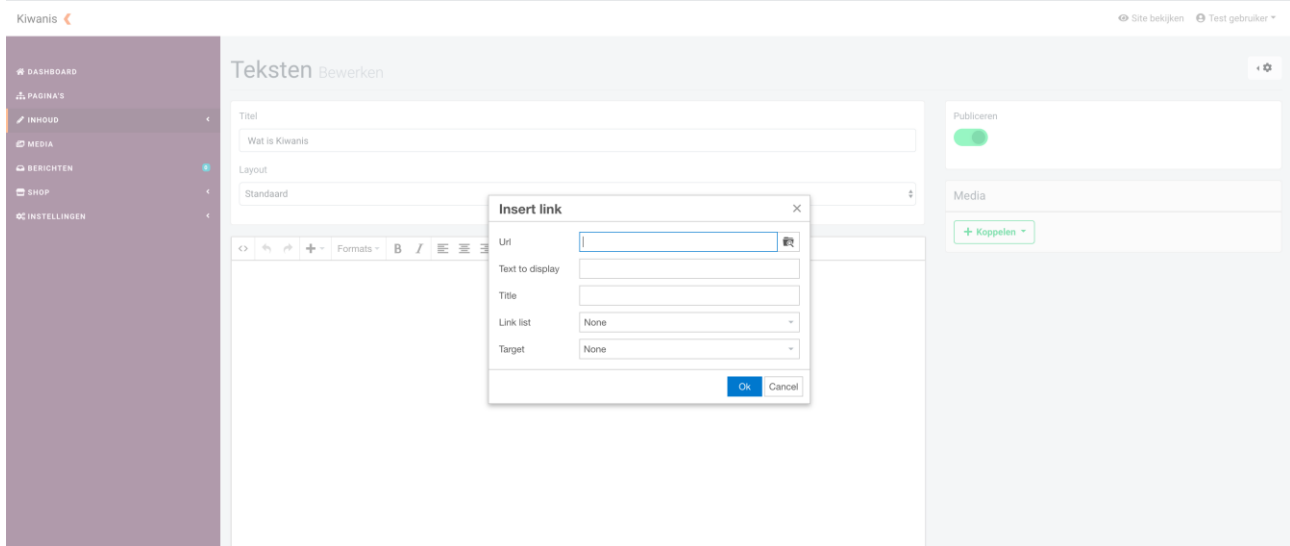 Kiwanis
Site bekijken
Test gebruiker
DASHBOARD
PAGINA'S
INHOUD
MEDIA
BERICHTEN
SHOP
INSTELLINGEN
Teksten Bewerken
Titel
Wat is Kiwanis
Layout
Standaard
Formats
B I
Publiceren
Media
+ Koppelen
Insert link
Url
Text to display
Title
Link list None
Target None
Ok Cancel